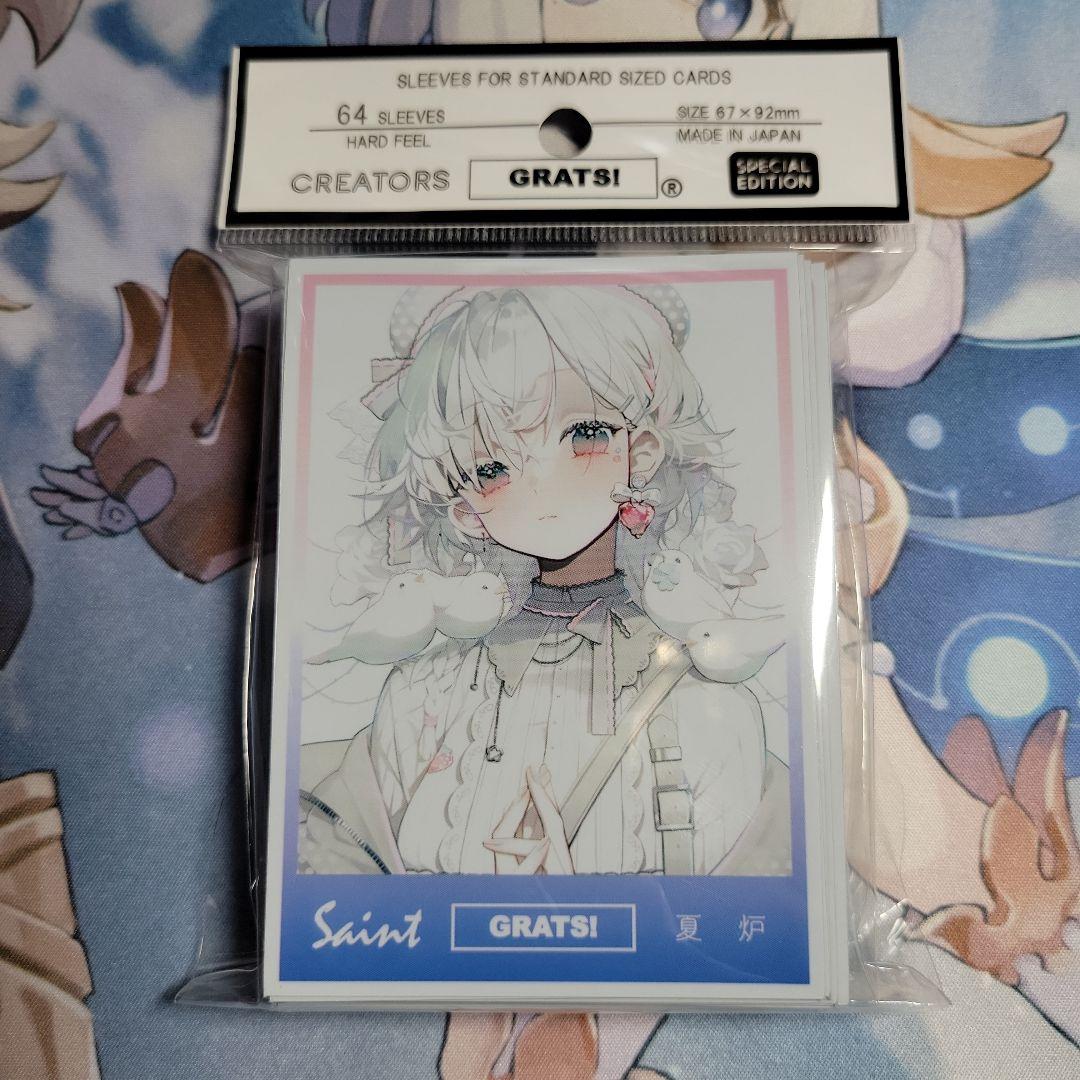 SLEEVES FOR STANDARD SIZED CARDS
64 SLEEVES
HARD FEEL
SIZE 67×92mm
MADE IN JAPAN
CREATORS GRATS! ®
SPECIAL
EDITION
Saint GRATS! 夏 炉